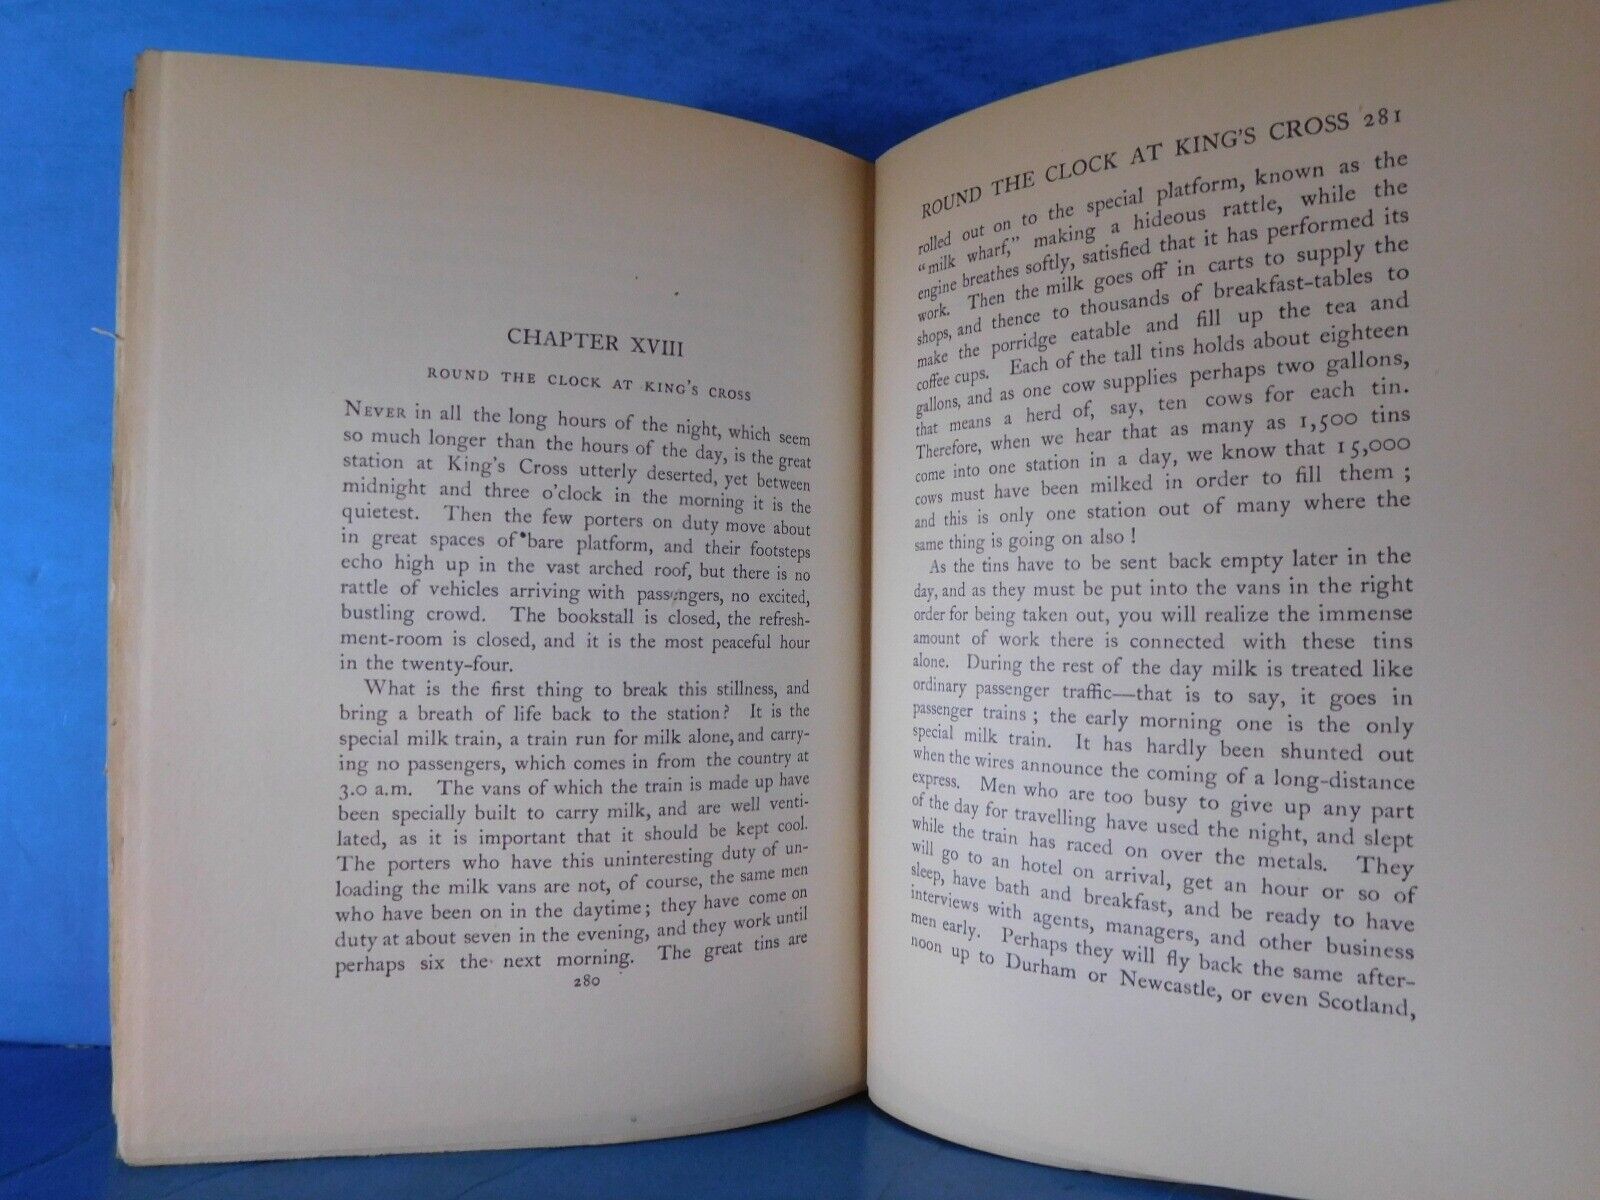 CHAPTER XVIII
ROUND THE CLOCK AT KING'S CROSS
NEVER in all the long hours of the night, which seem
so much longer than the hours of the day, is the great
station at King's Cross utterly deserted, yet between
midnight and three o'clock in the morning it is the
quietest. Then the few porters on duty move about
in great spaces of bare platform, and their footsteps
echo high up in the vast arched roof, but there is no
rattle of vehicles arriving with passengers, no excited,
bustling crowd. The bookstall is closed, the refresh-
ment-room is closed, and it is the most peaceful hour
in the twenty-four.
What is the first thing to break this stillness, and
bring a breath of life back to the station? It is the
special milk train, a train run for milk alone, and carry-
ing no passengers, which comes in from the country at
3.0 a.m. The vans of which the train is made up have
been specially built to carry milk, and are well venti-
lated, as it is important that it should be kept cool.
The porters who have this uninteresting duty of un-
loading the milk vans are not, of course, the same men
who have been on in the daytime; they have come on
duty at about seven in the evening, and they work until
perhaps six the next morning. The great tins are
280
ROUND THE CLOCK AT KING'S CROSS 281
rolled out on to the special platform, known as the
"milk wharf," making a hideous rattle, while the
engine breathes softly, satisfied that it has performed its
work. Then the milk goes off in carts to supply the
shops, and thence to thousands of breakfast-tables to
make the porridge eatable and fill up the tea and
coffee cups. Each of the tall tins holds about eighteen
gallons, and as one cow supplies perhaps two gallons,
that means a herd of, say, ten cows for each tin.
Therefore, when we hear that as many as 1,500 tins
come into one station in a day, we know that 15,000
cows must have been milked in order to fill them;
and this is only one station out of many where the
same thing is going on also!
As the tins have to be sent back empty later in the
day, and as they must be put into the vans in the right
order for being taken out, you will realize the immense
amount of work there is connected with these tins
alone. During the rest of the day milk is treated like
ordinary passenger traffic—that is to say, it goes in
passenger trains; the early morning one is the only
special milk train. It has hardly been shunted out
when the wires announce the coming of a long-distance
express. Men who are too busy to give up any part
of the day for travelling have used the night, and slept
while the train has raced on over the metals. They
will go to an hotel on arrival, get an hour or so of
sleep, have bath and breakfast, and be ready to have
interviews with agents, managers, and other business
men early. Perhaps they will fly back the same after-
noon up to Durham or Newcastle, or even Scotland,